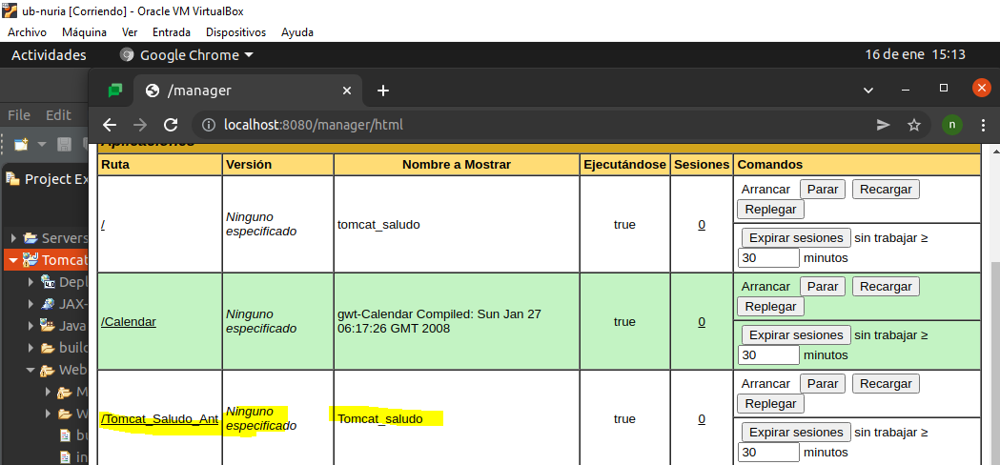 ub-nuria [Corriendo] - Oracle VM VirtualBox
Archivo Máquina Ver Entrada Dispositivos Ayuda
Actividades Google Chrome 16 de ene 15:13
/manager
File Edit
localhost:8080/manager/html n
Project Ex
Servers
Tomcat
Depl
JAX-
Java
build
Web
M
W
bu
in
Aplicaciones
Ruta Versión Nombre a Mostrar Ejecutándose Sesiones Comandos
/ Ninguno especificado tomcat_saludo true 0 Arrancar Parar Recargar
Replegar
Expirar sesiones sin trabajar ≥
30 minutos
/Calendar Ninguno especificado gwt-Calendar Compiled: Sun Jan 27 06:17:26 GMT 2008 true 0 Arrancar Parar Recargar
Replegar
Expirar sesiones sin trabajar ≥
30 minutos
/Tomcat_Saludo_Ant Ninguno especificado Tomcat_saludo true 0 Arrancar Parar Recargar
Replegar
Expirar sesiones sin trabajar ≥
30 minutos